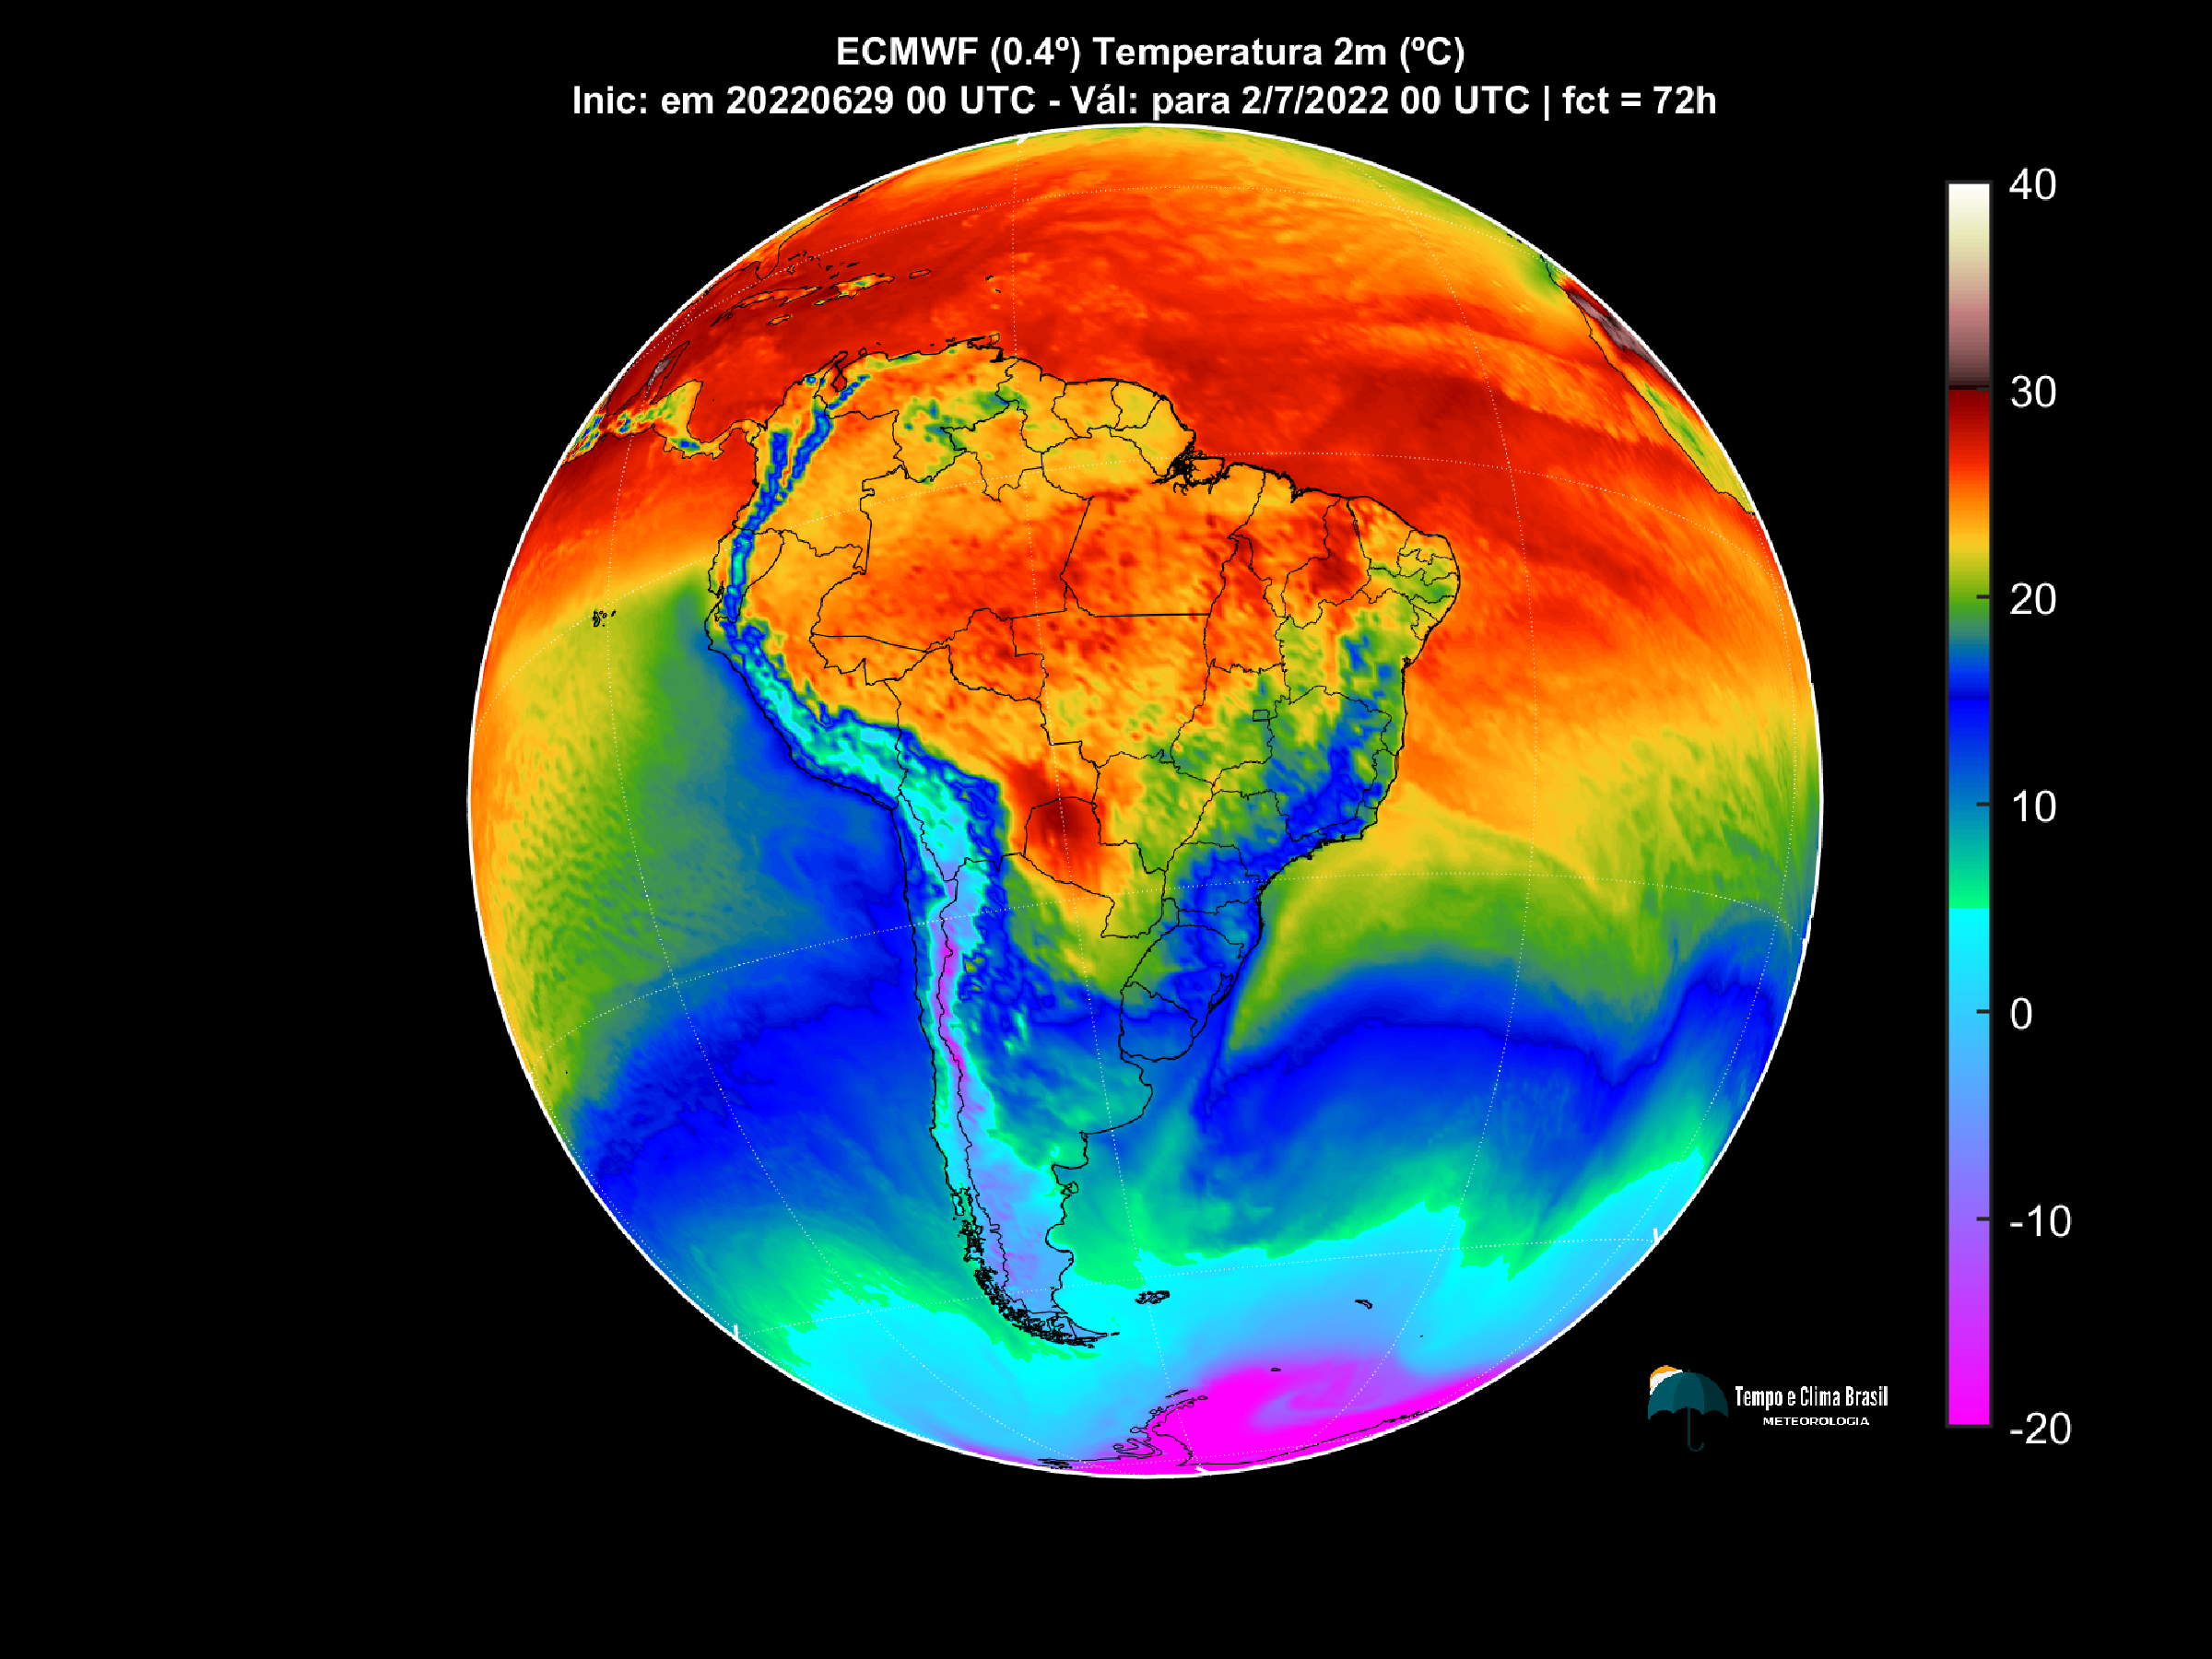 ECMWF (0.4º) Temperatura 2m (ºC)
Inic: em 20220629 00 UTC - Vál: para 2/7/2022 00 UTC | fct = 72h
40
30
20
10
0
-10
-20
Tempo e Clima Brasil
METEOROLOGIA